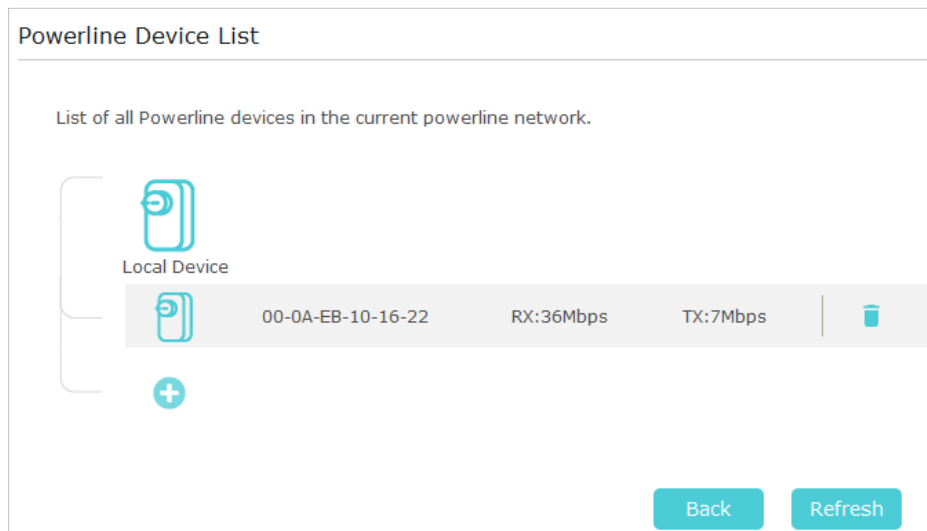 Powerline Device List
List of all Powerline devices in the current powerline network.
Local Device
00-0A-EB-10-16-22 RX:36Mbps TX:7Mbps
Back Refresh